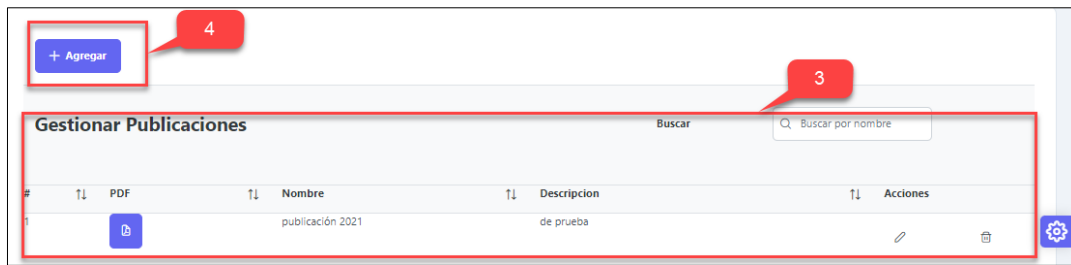 4
+ Agregar
3
Gestionar Publicaciones
Buscar
Buscar por nombre
# PDF Nombre Descripcion Acciones
1 publicación 2021 de prueba